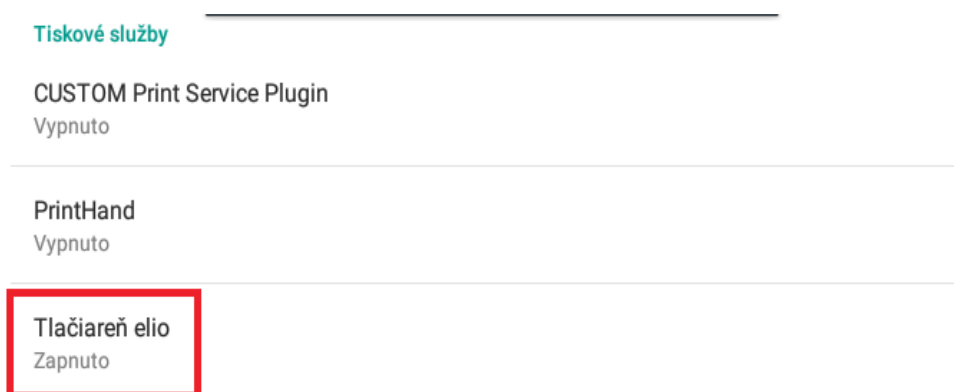 Tiskové služby
CUSTOM Print Service Plugin
Vypnuto
PrintHand
Vypnuto
Tlačiareň elio
Zapnuto